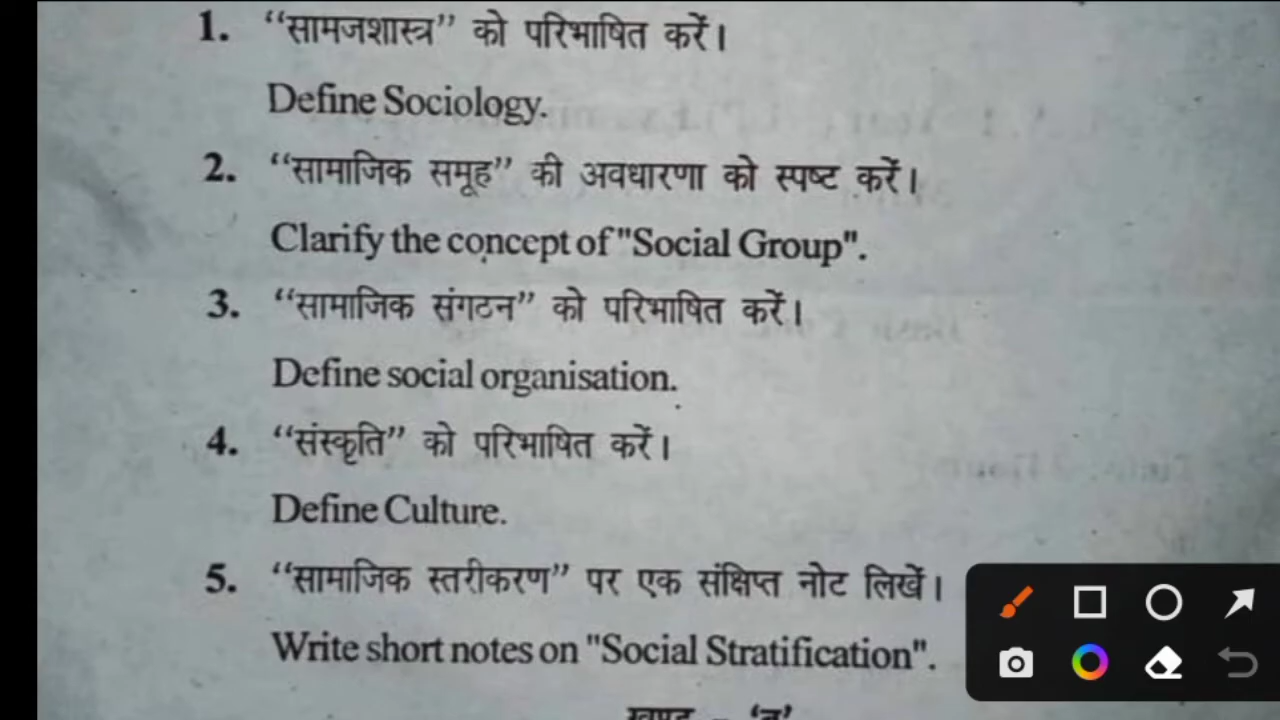 1. “सामजशास्त्र” को परिभाषित करें।
Define Sociology.
2. “सामाजिक समूह” की अवधारणा को स्पष्ट करें।
Clarify the concept of "Social Group".
3. “सामाजिक संगठन” को परिभाषित करें।
Define social organisation.
4. “संस्कृति” को परिभाषित करें।
Define Culture.
5. “सामाजिक स्तरीकरण” पर एक संक्षिप्त नोट लिखें।
Write short notes on "Social Stratification".